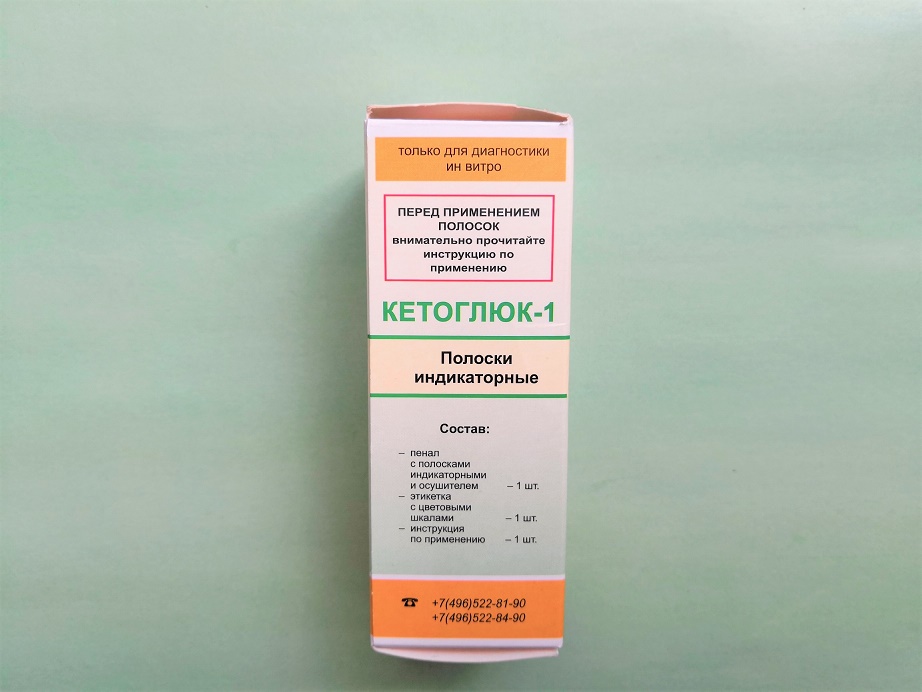 только для диагностики
ин витро
ПЕРЕД ПРИМЕНЕНИЕМ
ПОЛОСОК
внимательно прочитайте
инструкцию по
применению
КЕТОГЛЮК-1
Полоски
индикаторные
Состав:
– пенал
с полосками
индикаторными
и осушителем – 1 шт.
– этикетка
с цветовыми
шкалами – 1 шт.
– инструкция
по применению – 1 шт.
☎ +7(496)522-81-90
+7(496)522-84-90